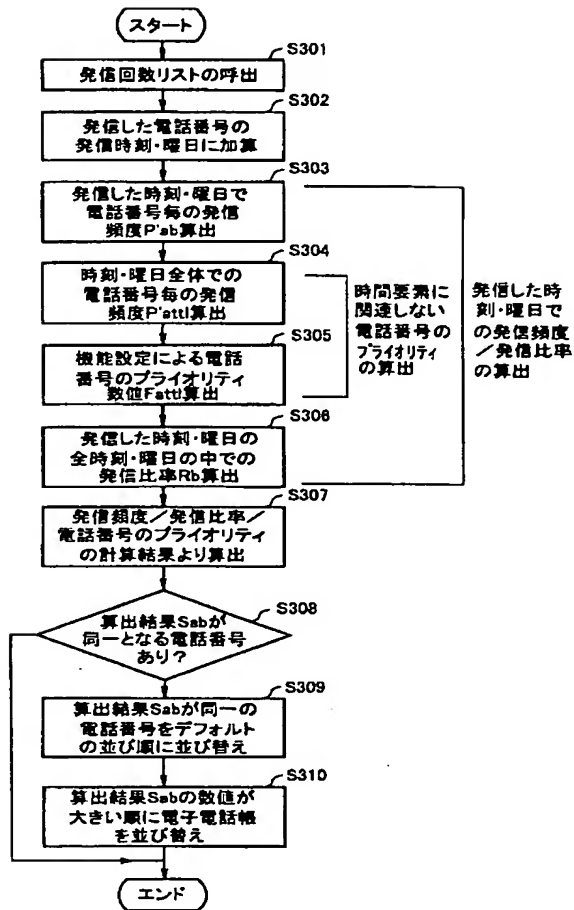 スタート
S301
発信回数リストの呼出
S302
発信した電話番号の
発信時刻・曜日に加算
S303
発信した時刻・曜日で
電話番号毎の発信
頻度P'ab算出
S304
時刻・曜日全体での
電話番号毎の発信
頻度P'attl算出
S305
機能設定による電話
番号のプライオリティ
数値Fattl算出
S306
発信した時刻・曜日の
全時刻・曜日の中での
発信比率Rb算出
時間要素に
関連しない
電話番号の
プライオリティ
の算出
発信した時
刻・曜日で
の発信頻度
/発信比率
の算出
S307
発信頻度/発信比率/
電話番号のプライオリティ
の計算結果より算出
S308
算出結果Sabが
同一となる電話番号
あり?
S309
算出結果Sabが同一の
電話番号をデフォルト
の並び順に並び替え
S310
算出結果Sabの数値が
大きい順に電子電話帳
を並び替え
エンド